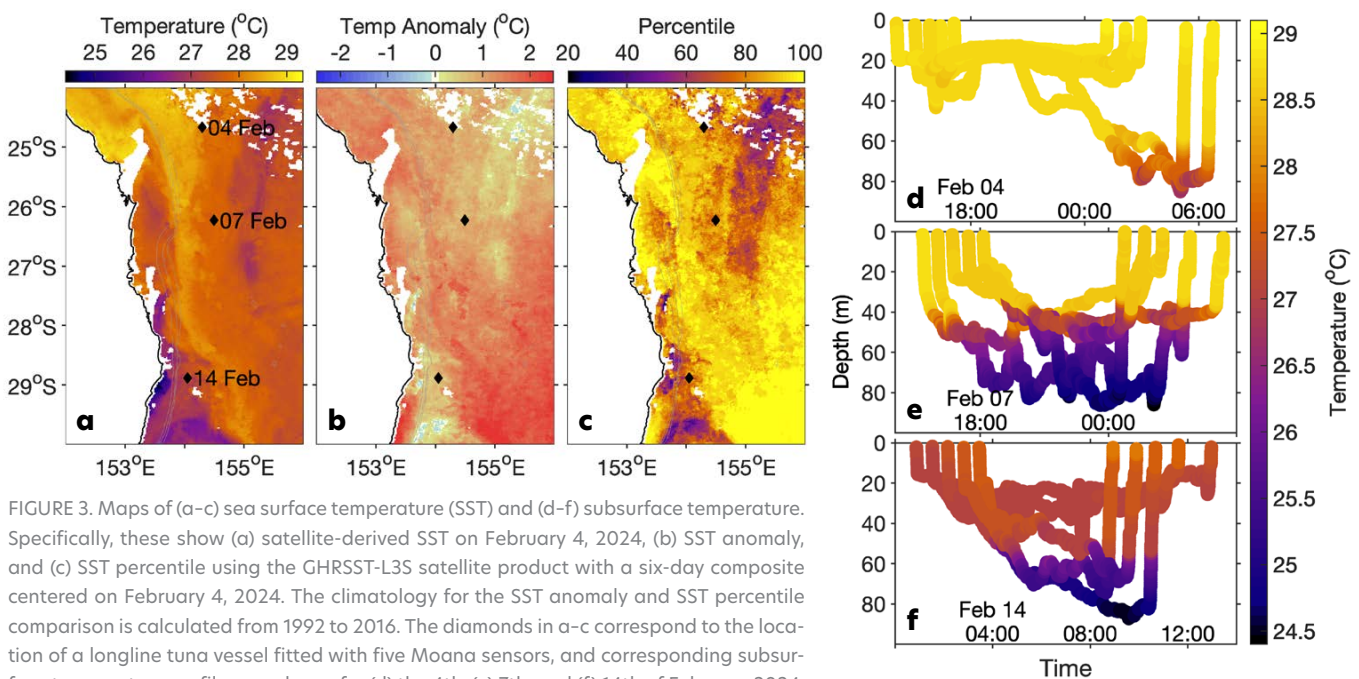 Temperature (°C)
25 26 27 28 29
Temp Anomaly (°C)
-2 -1 0 1 2
Percentile
20 40 60 80 100
25°S
26°S
27°S
28°S
29°S
04 Feb
07 Feb
14 Feb
a
b
c
153°E 155°E
153°E 155°E
153°E 155°E
0
20
40
60
80
d
Feb 04
18:00 00:00 06:00
0
20
40
60
80
e
Feb 07
18:00 00:00
0
20
40
60
80
f
Feb 14
04:00 08:00 12:00
Depth (m)
Time
29
28.5
28
27.5
27
26.5
26
25.5
25
24.5
Temperature (°C)
FIGURE 3. Maps of (a–c) sea surface temperature (SST) and (d–f) subsurface temperature.
Specifically, these show (a) satellite-derived SST on February 4, 2024, (b) SST anomaly,
and (c) SST percentile using the GHRSST-L3S satellite product with a six-day composite
centered on February 4, 2024. The climatology for the SST anomaly and SST percentile
comparison is calculated from 1992 to 2016. The diamonds in a–c correspond to the loca-
tion of a longline tuna vessel fitted with five Moana sensors, and corresponding subsur-